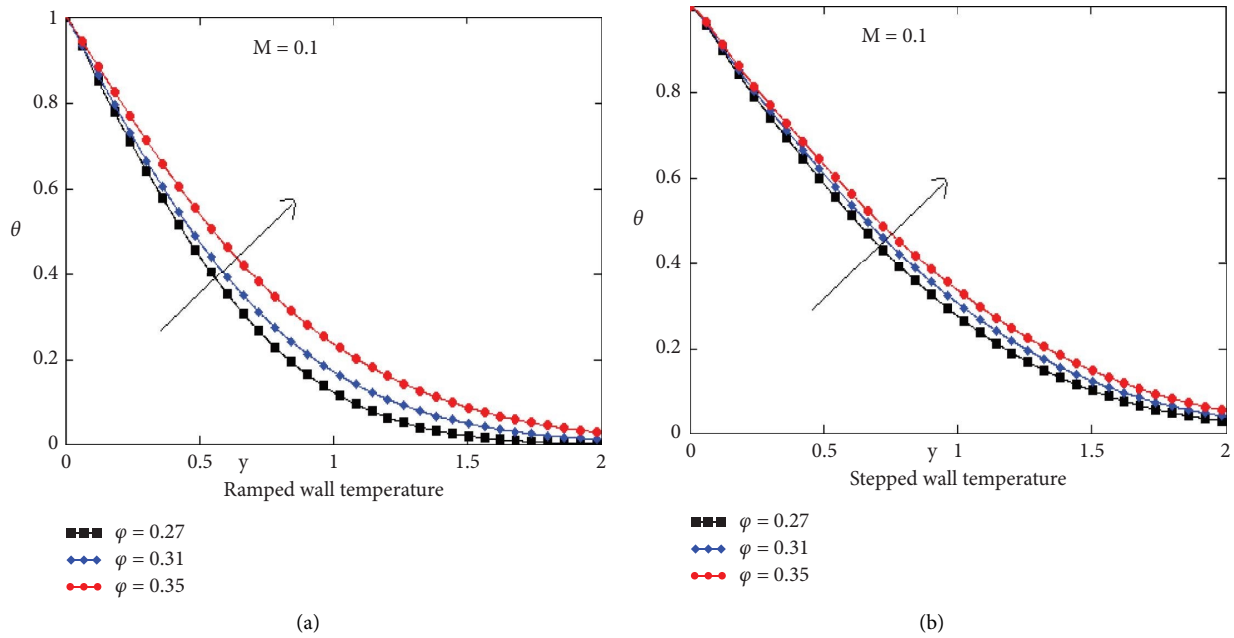 1
M = 0.1
0.8
0.6
θ
0.4
0.2
0
0 0.5 y 1 1.5 2
Ramped wall temperature
φ = 0.27
φ = 0.31
φ = 0.35
(a)
1
M = 0.1
0.8
0.6
θ
0.4
0.2
0
0 0.5 y 1 1.5 2
Stepped wall temperature
φ = 0.27
φ = 0.31
φ = 0.35
(b)